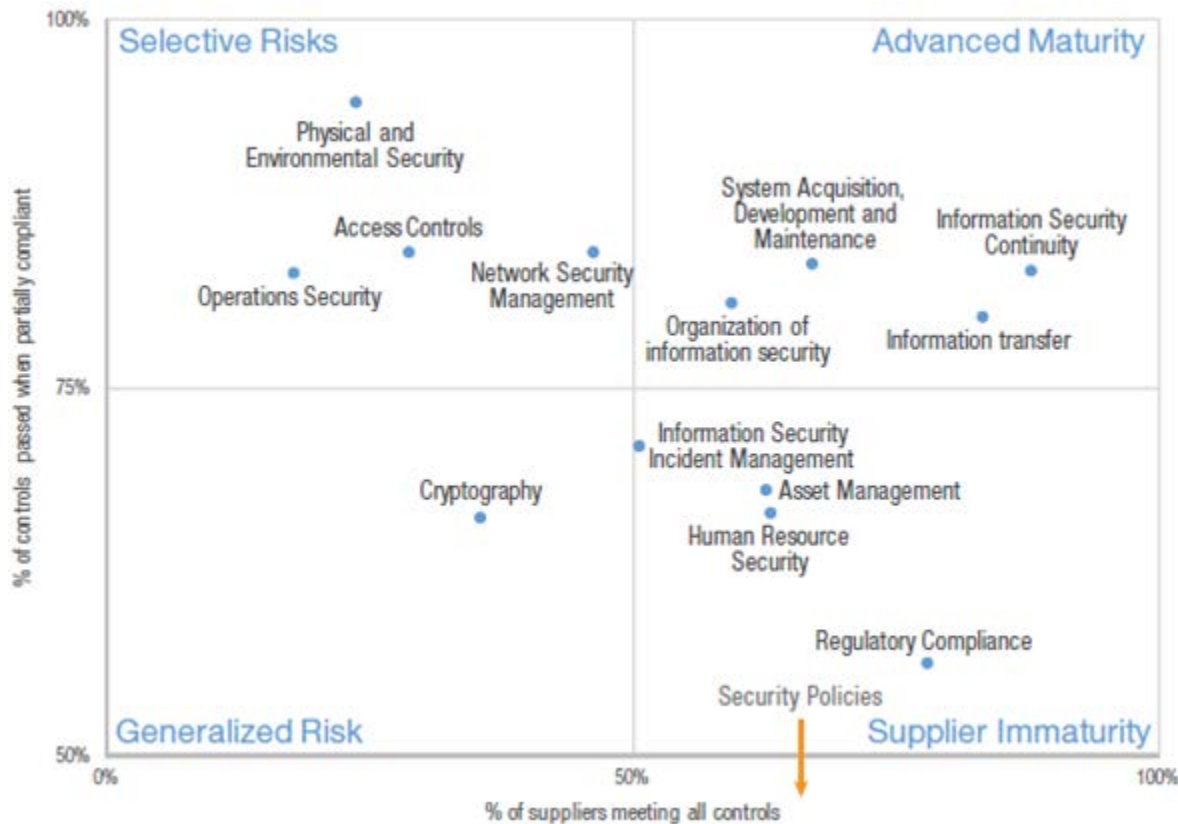 100%
Selective Risks
Advanced Maturity
Physical and
Environmental Security
System Acquisition,
Development and
Maintenance
Information Security
Continuity
Access Controls
Network Security
Management
Operations Security
Organization of
information security
Information transfer
% of controls passed when partially compliant
75%
Information Security
Incident Management
Cryptography
Asset Management
Human Resource
Security
Regulatory Compliance
Security Policies
Generalized Risk
Supplier Immaturity
50%
0%
50%
100%
% of suppliers meeting all controls